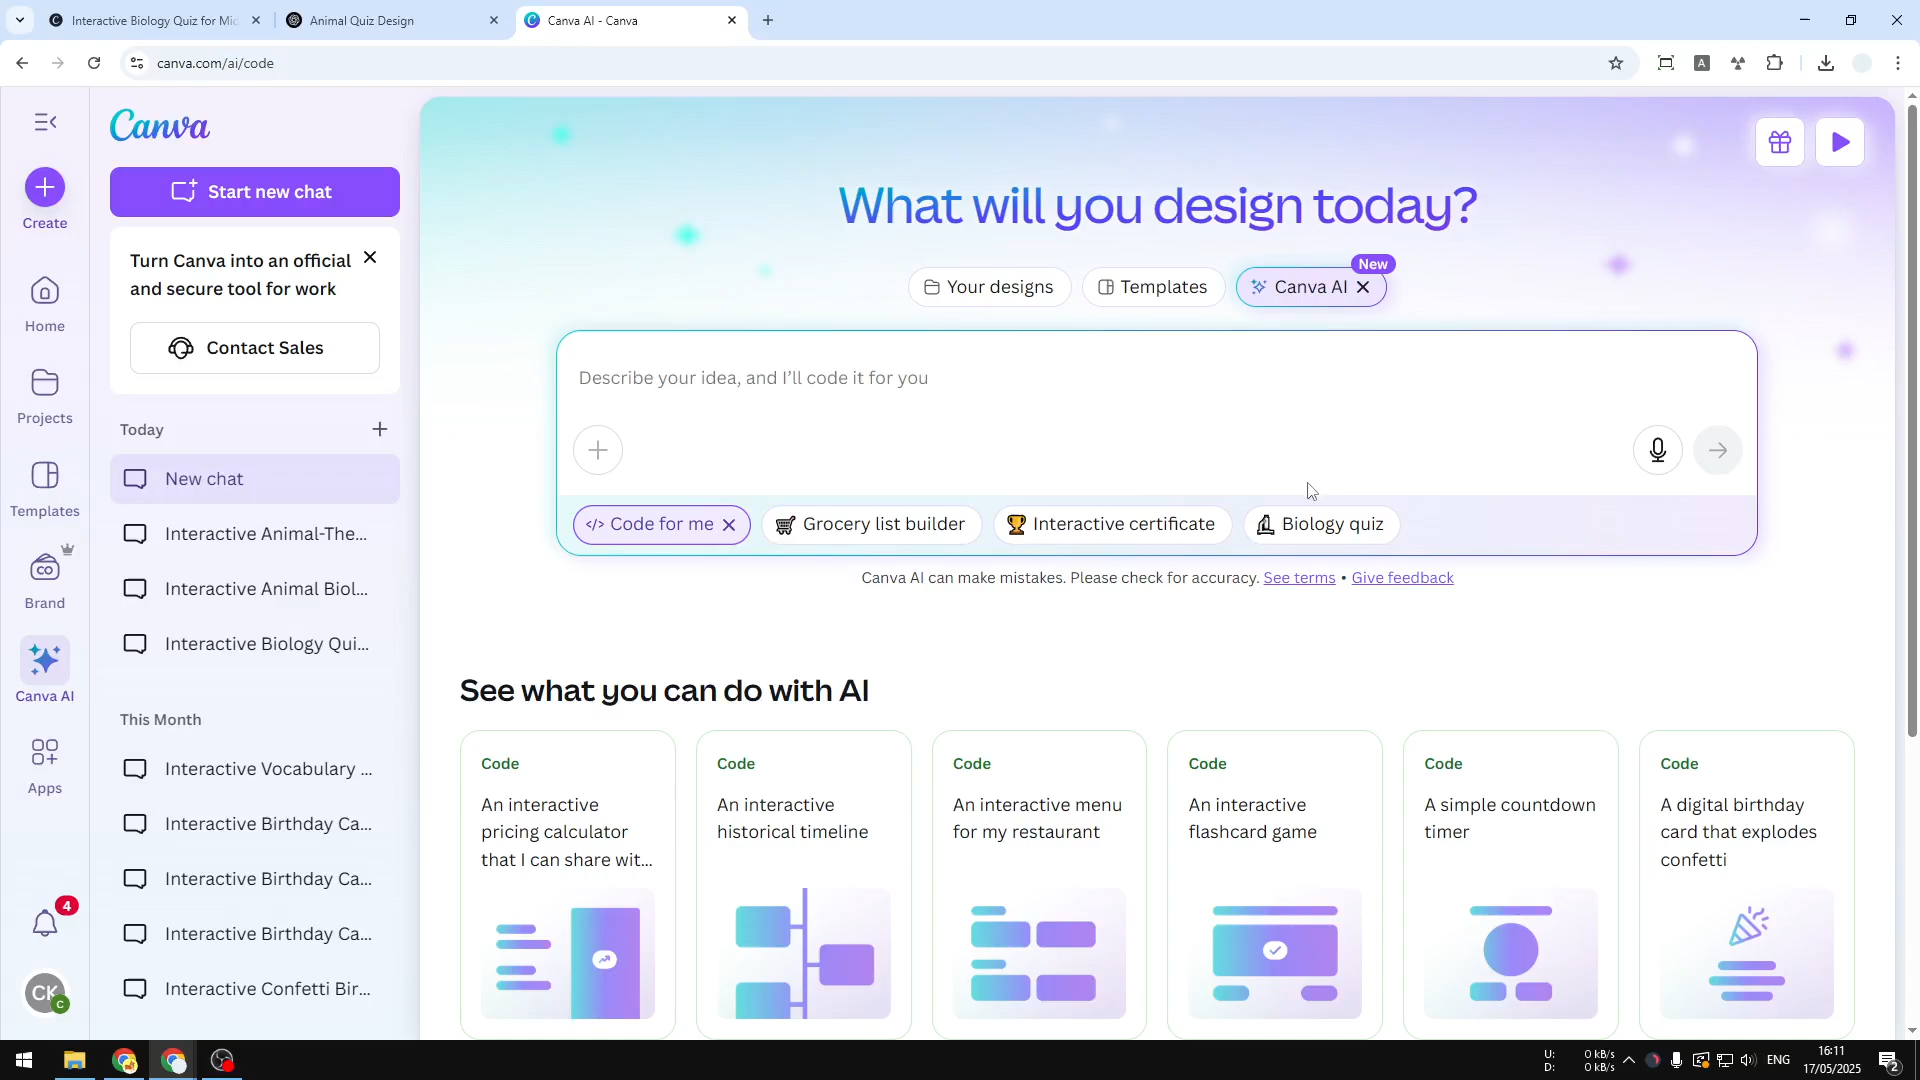 Interactive Biology Quiz for Mid
Animal Quiz Design
Canva AI - Canva
canva.com/ai/code
Canva
Create
Home
Projects
Templates
Brand
Canva AI
Apps
4
CK
C
Start new chat
Turn Canva into an official
and secure tool for work
Contact Sales
Today
New chat
Interactive Animal-The...
Interactive Animal Biol...
Interactive Biology Qui...
This Month
Interactive Vocabulary ...
Interactive Birthday Ca...
Interactive Birthday Ca...
Interactive Birthday Ca...
Interactive Confetti Bir...
What will you design today?
Your designs
Templates
Canva AI
New
Describe your idea, and I'll code it for you
Code for me
Grocery list builder
Interactive certificate
Biology quiz
Canva AI can make mistakes. Please check for accuracy. See terms • Give feedback
See what you can do with AI
Code
An interactive
pricing calculator
that I can share wit...
Code
An interactive
historical timeline
Code
An interactive menu
for my restaurant
Code
An interactive
flashcard game
Code
A simple countdown
timer
Code
A digital birthday
card that explodes
confetti
U: 0 kB/s
D: 0 kB/s
ENG
16:11
17/05/2025
2